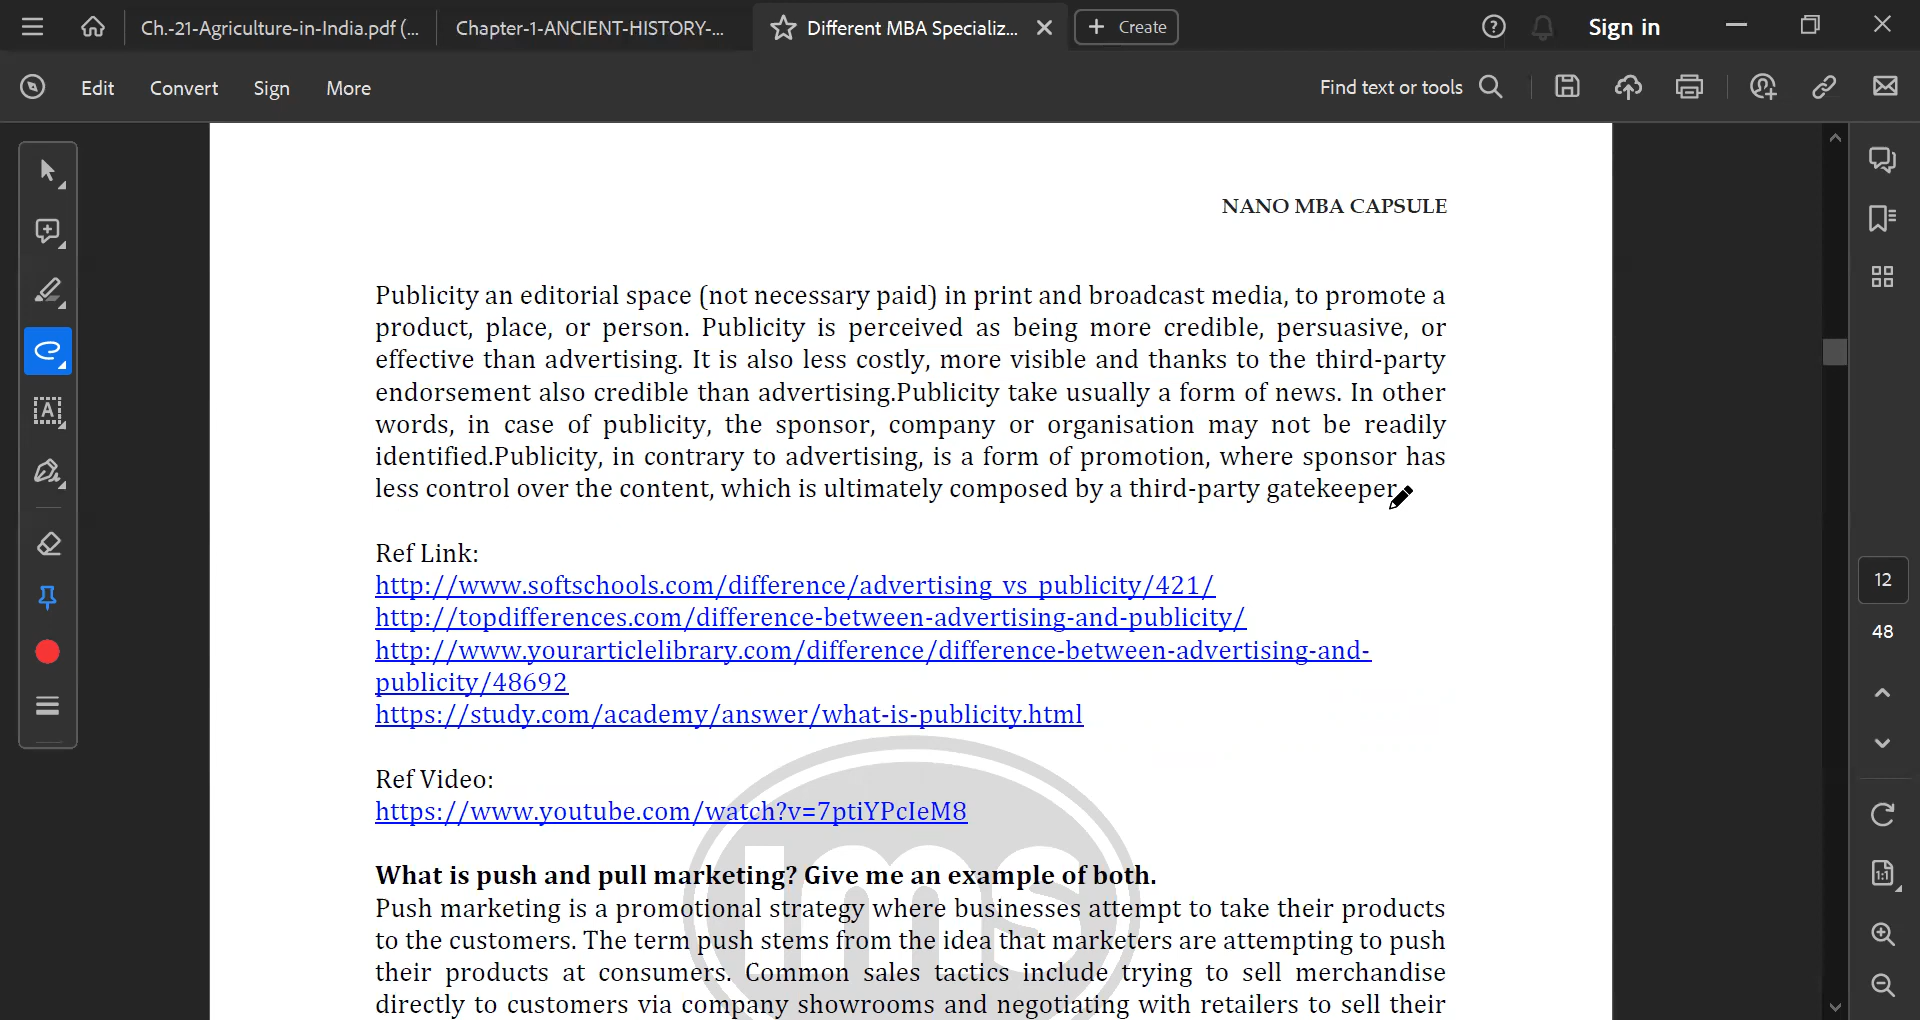 Ch.-21-Agriculture-in-India.pdf (...
Chapter-1-ANCIENT-HISTORY-...
Different MBA Specializ...
Create
Sign in
Edit
Convert
Sign
More
Find text or tools
NANO MBA CAPSULE
Publicity an editorial space (not necessary paid) in print and broadcast media, to promote a
product, place, or person. Publicity is perceived as being more credible, persuasive, or
effective than advertising. It is also less costly, more visible and thanks to the third-party
endorsement also credible than advertising.Publicity take usually a form of news. In other
words, in case of publicity, the sponsor, company or organisation may not be readily
identified.Publicity, in contrary to advertising, is a form of promotion, where sponsor has
less control over the content, which is ultimately composed by a third-party gatekeeper
Ref Link:
http://www.softschools.com/difference/advertising_vs_publicity/421/
http://topdifferences.com/difference-between-advertising-and-publicity/
http://www.yourarticlelibrary.com/difference/difference-between-advertising-and-
publicity/48692
https://study.com/academy/answer/what-is-publicity.html
Ref Video:
https://www.youtube.com/watch?v=7ptiYPcIeM8
What is push and pull marketing? Give me an example of both.
Push marketing is a promotional strategy where businesses attempt to take their products
to the customers. The term push stems from the idea that marketers are attempting to push
their products at consumers. Common sales tactics include trying to sell merchandise
directly to customers via company showrooms and negotiating with retailers to sell their
ims
12
48
1:1